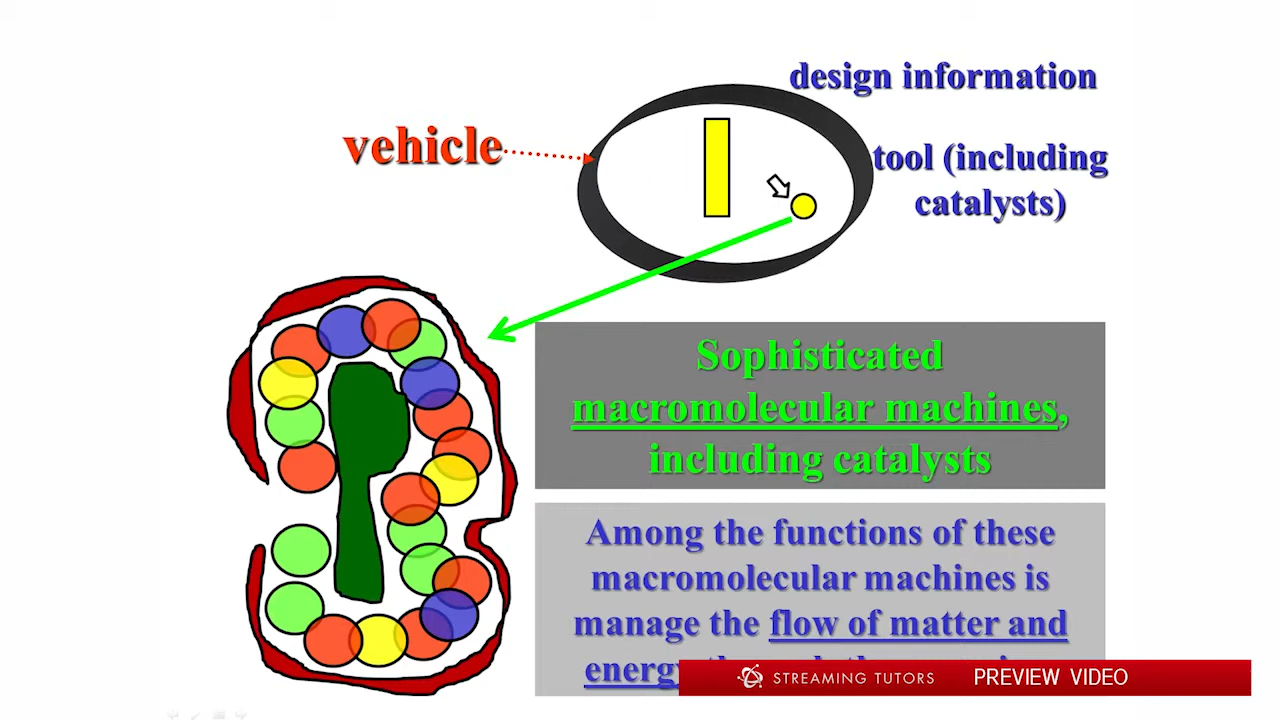 design information
vehicle
tool (including
catalysts)
Sophisticated
macromolecular machines,
including catalysts
Among the functions of these
macromolecular machines is
manage the flow of matter and
STREAMING TUTORS PREVIEW VIDEO